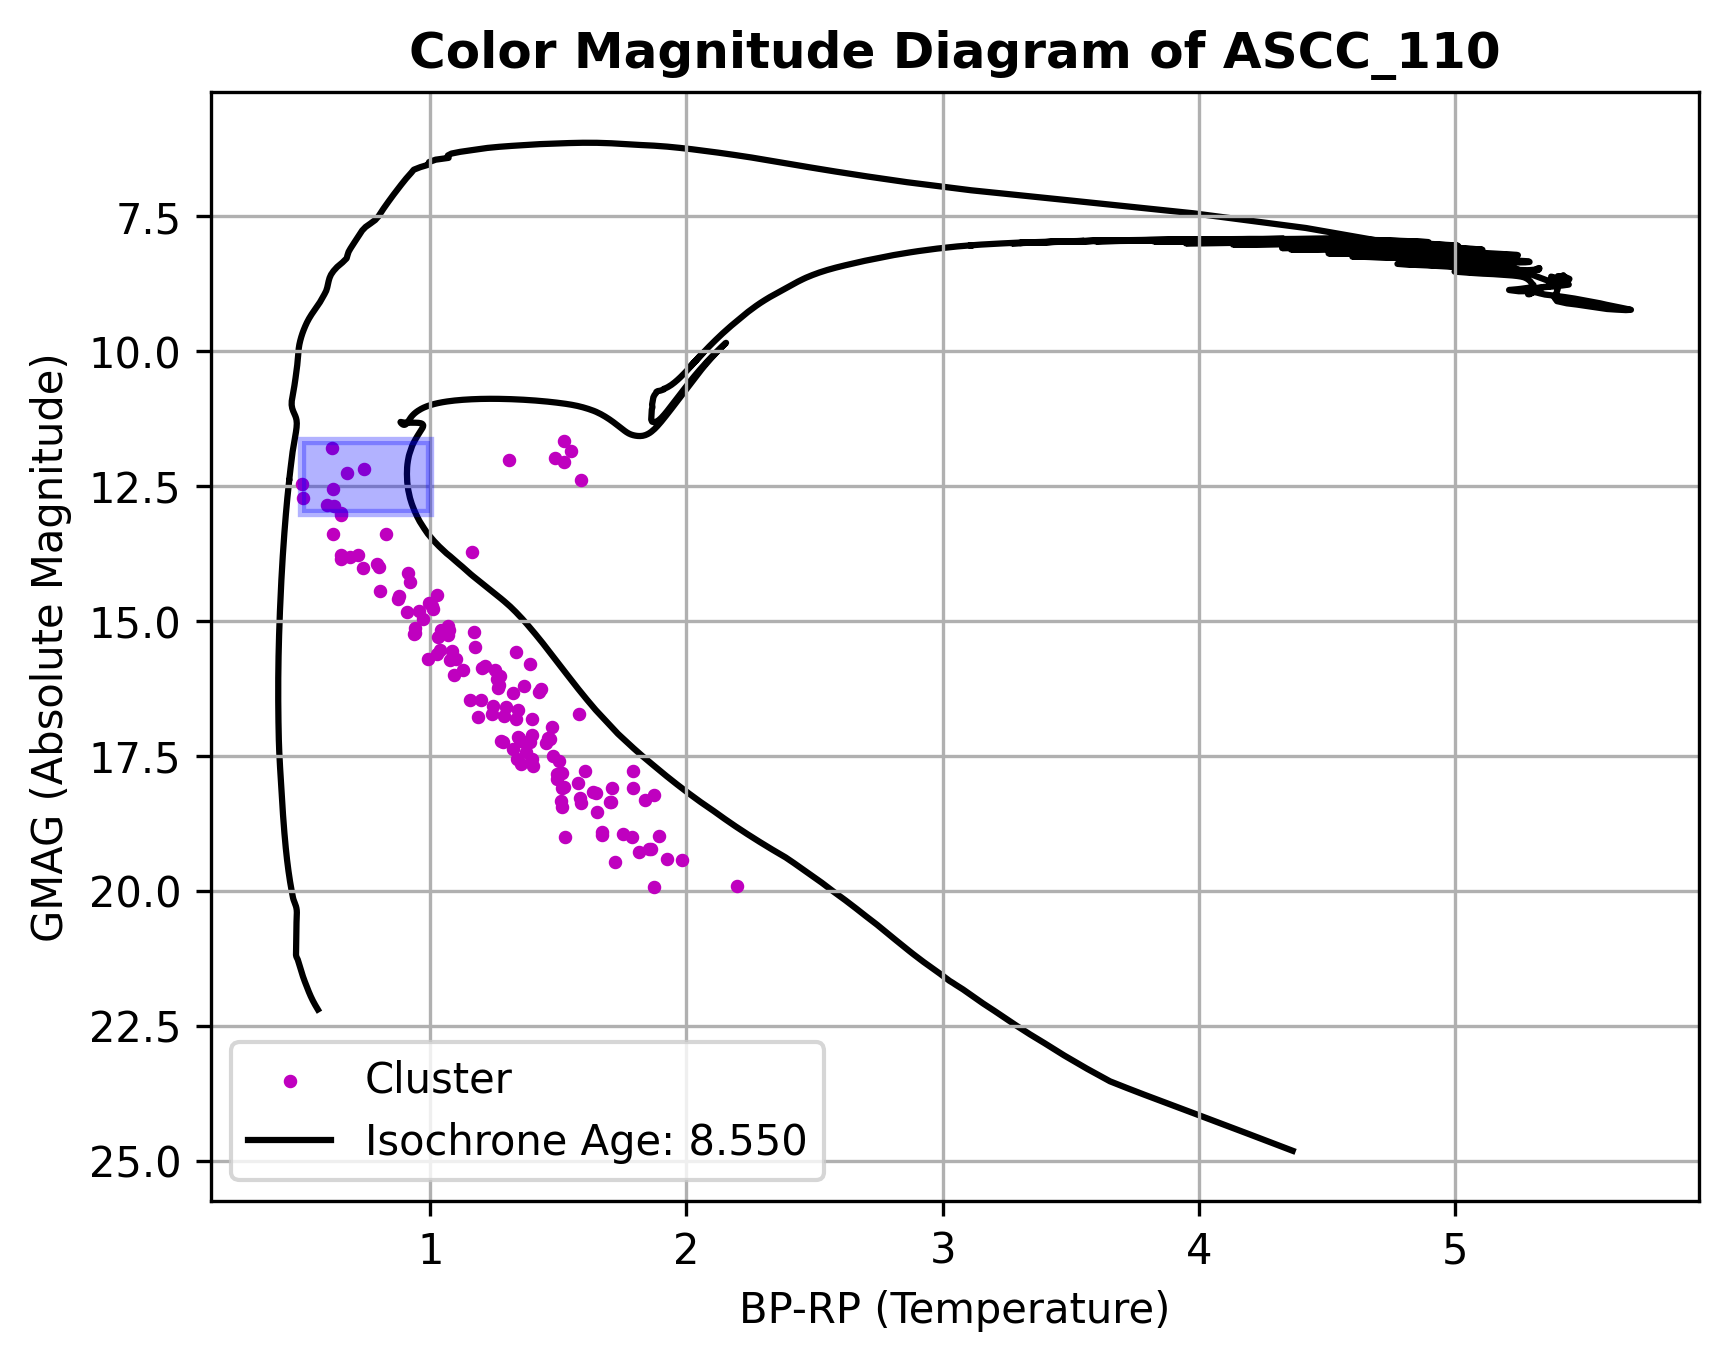 Color Magnitude Diagram of ASCC_110
GMAG (Absolute Magnitude)
7.5
10.0
12.5
15.0
17.5
20.0
22.5
25.0
Cluster
Isochrone Age: 8.550
1 2 3 4 5
BP-RP (Temperature)